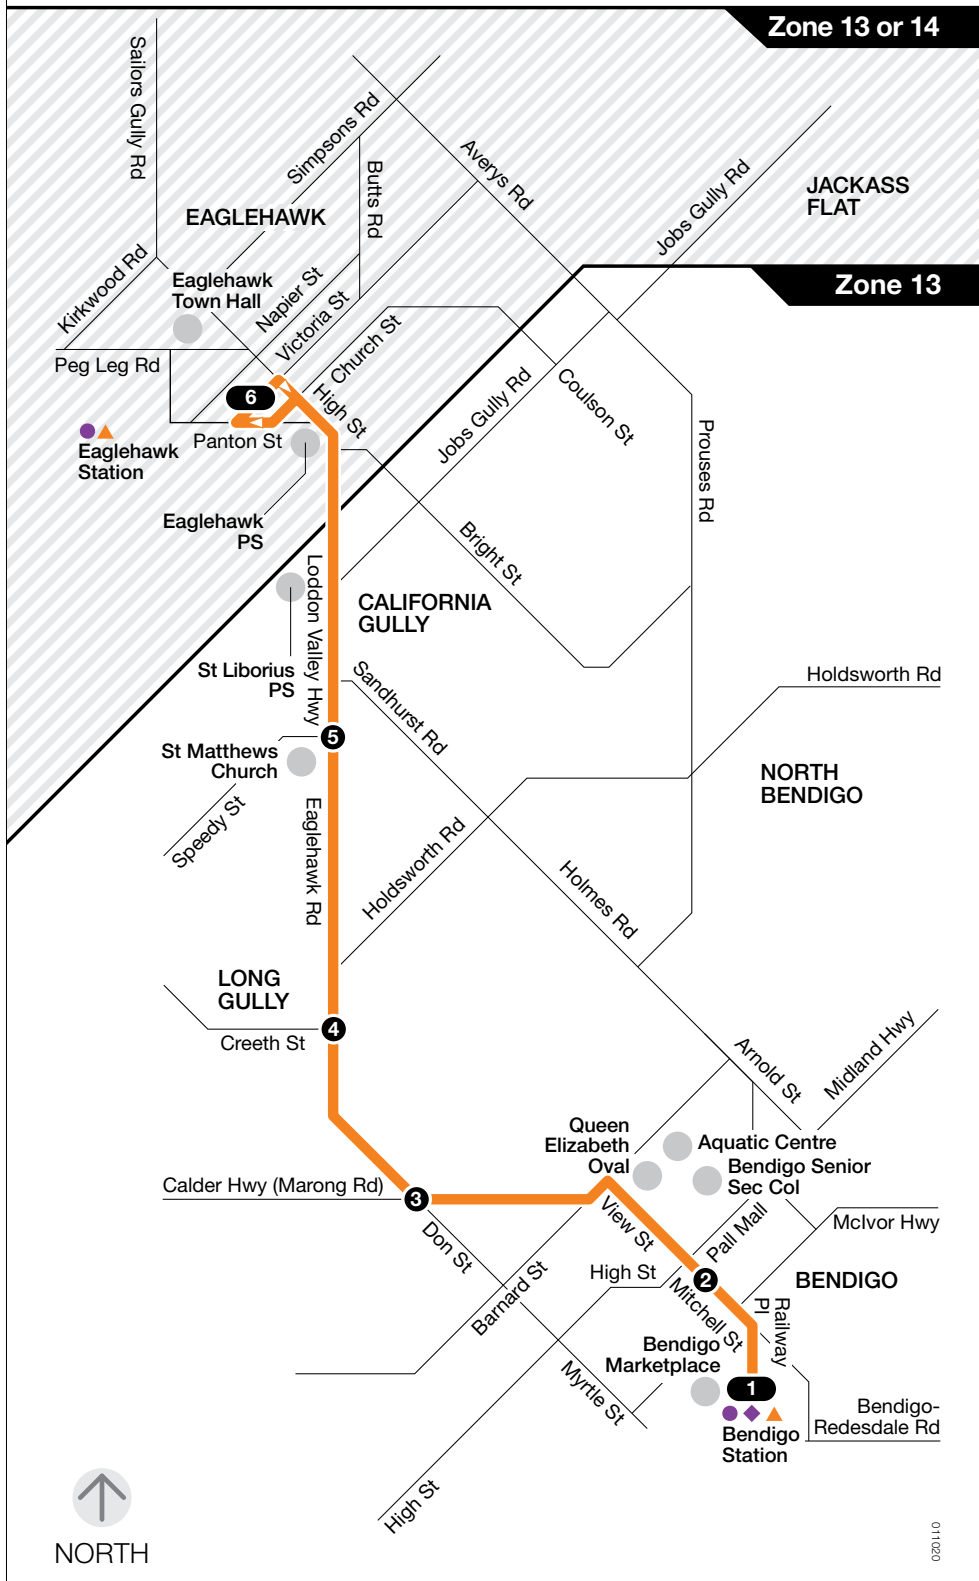 Zone 13 or 14
Sailors Gully Rd
Simpsons Rd
Butts Rd
Averys Rd
Jobs Gully Rd
JACKASS
FLAT
EAGLEHAWK
Kirkwood Rd
Eaglehawk
Town Hall
Napier St
Victoria St
Zone 13
Peg Leg Rd
Church St
High St
6
Panton St
Eaglehawk
Station
Jobs Gully Rd
Coulson St
Prouses Rd
Eaglehawk
PS
Bright St
Loddon Valley Hwy
CALIFORNIA
GULLY
St Liborius
PS
Sandhurst Rd
Holdsworth Rd
5
St Matthews
Church
NORTH
BENDIGO
Speedy St
Eaglehawk Rd
Holdsworth Rd
Holmes Rd
LONG
GULLY
4
Creeth St
Arnold St
Midland Hwy
Queen
Elizabeth
Oval
Aquatic Centre
Bendigo Senior
Sec Col
Calder Hwy (Marong Rd)
3
Don St
View St
Pall Mall
McIvor Hwy
Barnard St
High St
2
Mitchell St
BENDIGO
Railway
Pl
Bendigo
Marketplace
Myrtle St
1
Bendigo
Station
Bendigo-
Redesdale Rd
High St
NORTH
011020